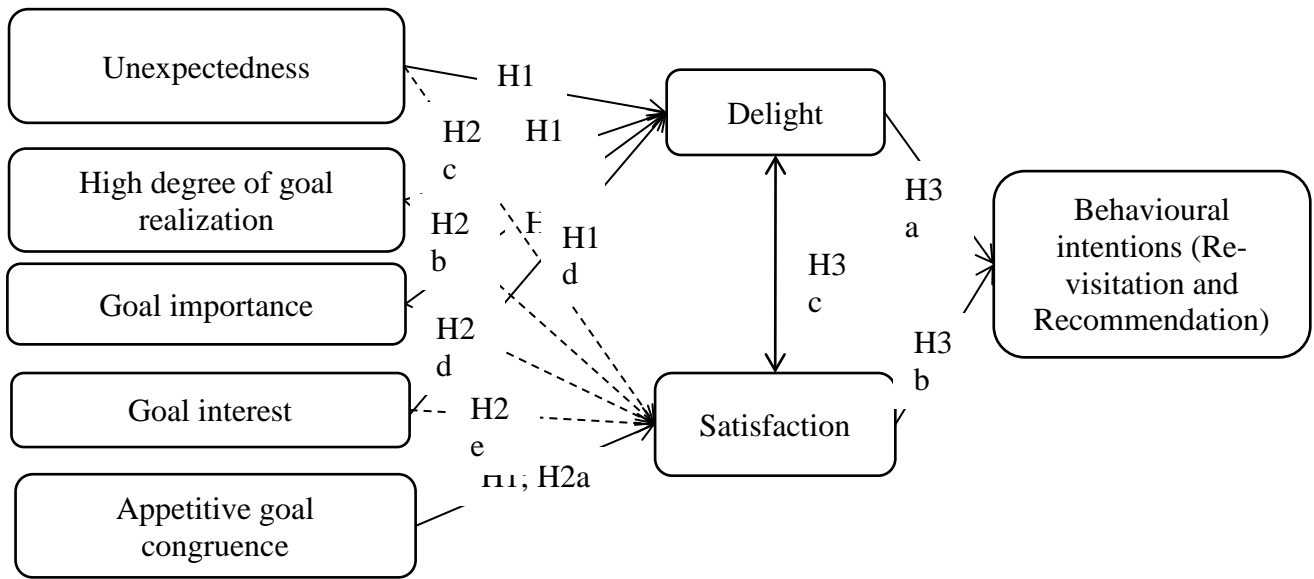 Unexpectedness
High degree of goal
realization
Goal importance
Goal interest
Appetitive goal
congruence
H1
H1
H2
c
H2
b
H1
d
H2
d
H2
e
H2a
Delight
Satisfaction
H3
a
H3
c
H3
b
Behavioural
intentions (Re-
visitation and
Recommendation)